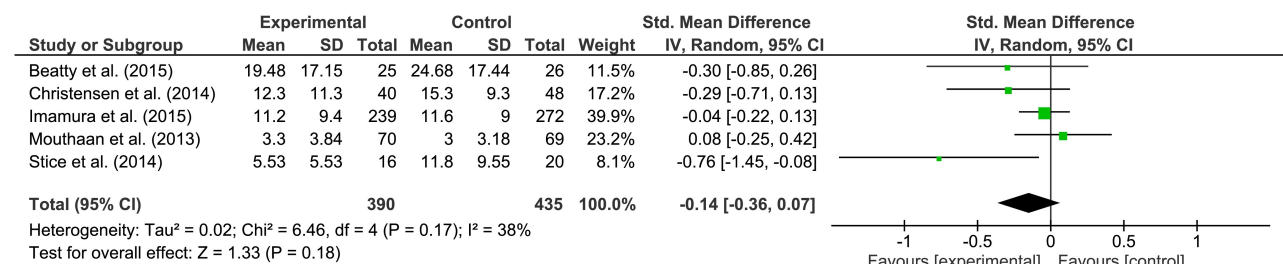 Experimental Control Std. Mean Difference Std. Mean Difference
Study or Subgroup Mean SD Total Mean SD Total Weight IV, Random, 95% CI IV, Random, 95% CI
Beatty et al. (2015) 19.48 17.15 25 24.68 17.44 26 11.5% -0.30 [-0.85, 0.26]
Christensen et al. (2014) 12.3 11.3 40 15.3 9.3 48 17.2% -0.29 [-0.71, 0.13]
Imamura et al. (2015) 11.2 9.4 239 11.6 9 272 39.9% -0.04 [-0.22, 0.13]
Mouthaan et al. (2013) 3.3 3.84 70 3 3.18 69 23.2% 0.08 [-0.25, 0.42]
Stice et al. (2014) 5.53 5.53 16 11.8 9.55 20 8.1% -0.76 [-1.45, -0.08]
Total (95% CI) 390 435 100.0% -0.14 [-0.36, 0.07]
Heterogeneity: Tau² = 0.02; Chi² = 6.46, df = 4 (P = 0.17); I² = 38%
Test for overall effect: Z = 1.33 (P = 0.18)
-1 -0.5 0 0.5 1
Favours [experimental] Favours [control]